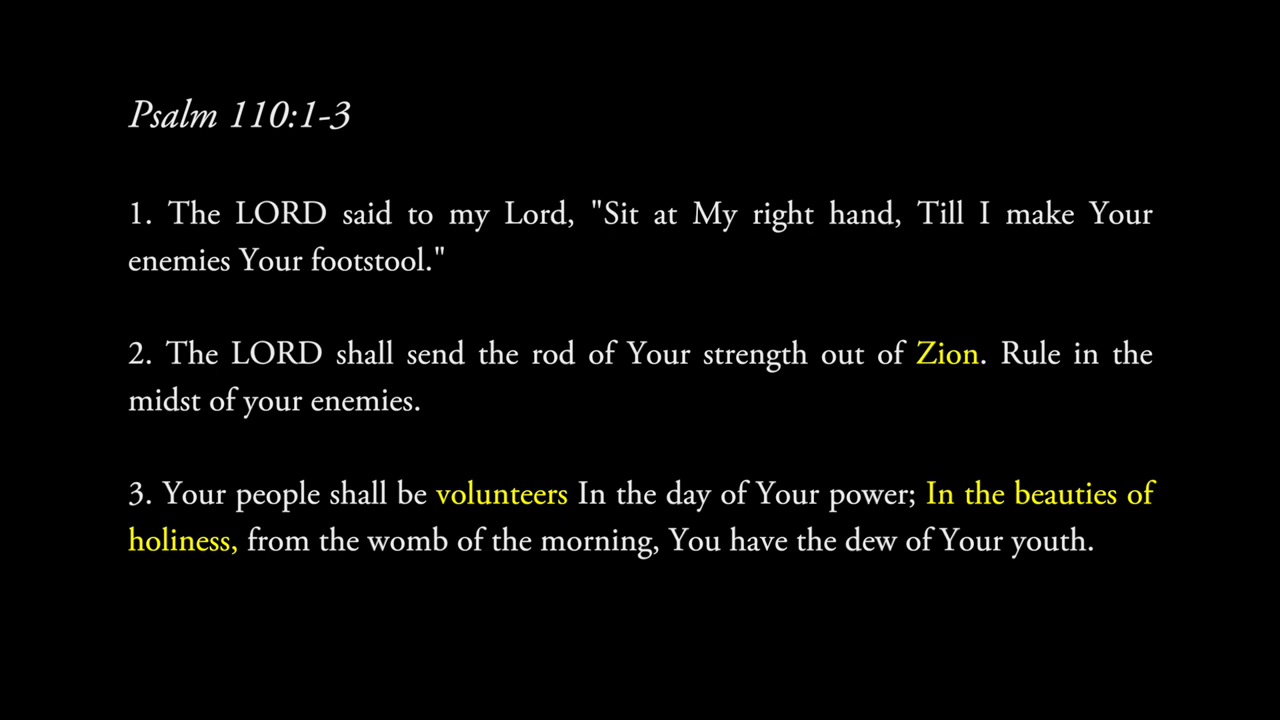 Psalm 110:1-3
1. The LORD said to my Lord, "Sit at My right hand, Till I make Your
enemies Your footstool."
2. The LORD shall send the rod of Your strength out of Zion. Rule in the
midst of your enemies.
3. Your people shall be volunteers In the day of Your power; In the beauties of
holiness, from the womb of the morning, You have the dew of Your youth.